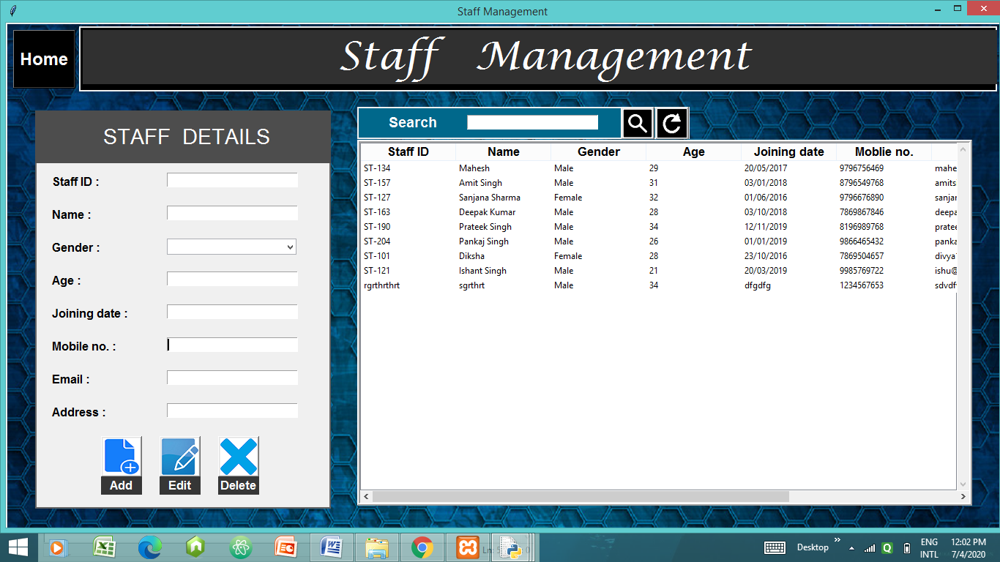 Staff Management
Home
Staff Management
STAFF DETAILS
Staff ID :
Name :
Gender :
Age :
Joining date :
Mobile no. :
Email :
Address :
Add Edit Delete
Search
Staff ID Name Gender Age Joining date Moblie no.
ST-134 Mahesh Male 29 20/05/2017 9796756469 mahe
ST-157 Amit Singh Male 31 03/01/2018 8796549768 amits
ST-127 Sanjana Sharma Female 32 01/06/2016 9796676890 sanjar
ST-163 Deepak Kumar Male 28 03/10/2018 7869867846 deepa
ST-190 Prateek Singh Male 34 12/11/2019 8196989768 pratee
ST-204 Pankaj Singh Male 26 01/01/2019 9866465432 panka
ST-101 Diksha Female 28 23/10/2016 7869504657 divya
ST-121 Ishant Singh Male 21 20/03/2019 9985769722 ishu@
rgrthrthrt sgrthrt Male 34 dfgdfg 1234567653 sdvdf
Desktop
ENG
INTL
12:02 PM
7/4/2020